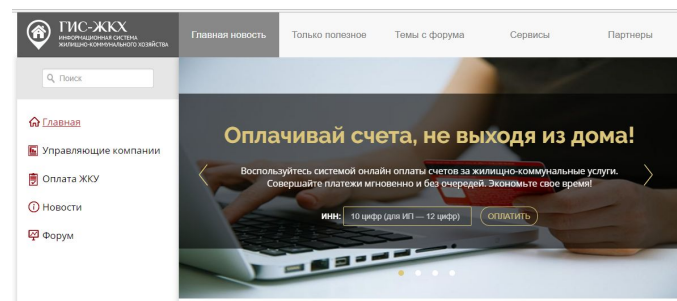 ГИС-ЖКХ
ИНФОРМАЦИОННАЯ СИСТЕМА
ЖИЛИЩНО-КОММУНАЛЬНОГО ХОЗЯЙСТВА
Главная новость Только полезное Темы с форума Сервисы Партнеры
Поиск
Главная
Управляющие компании
Оплата ЖКУ
Новости
Форум
Оплачивай счета, не выходя из дома!
Воспользуйтесь системой онлайн оплаты счетов за жилищно-коммунальные услуги.
Совершайте платежи мгновенно и без очередей. Экономьте свое время!
ИНН: 10 цифр (для ИП — 12 цифр) ОПЛАТИТЬ